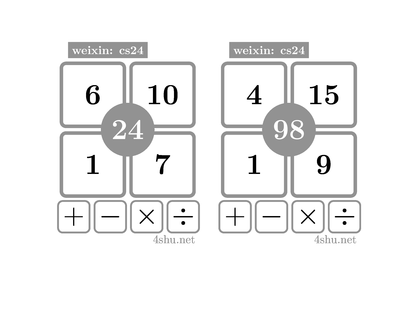 weixin: cs24
6 10
24
1 7
+ − × ÷
4shu.net
weixin: cs24
4 15
98
1 9
+ − × ÷
4shu.net